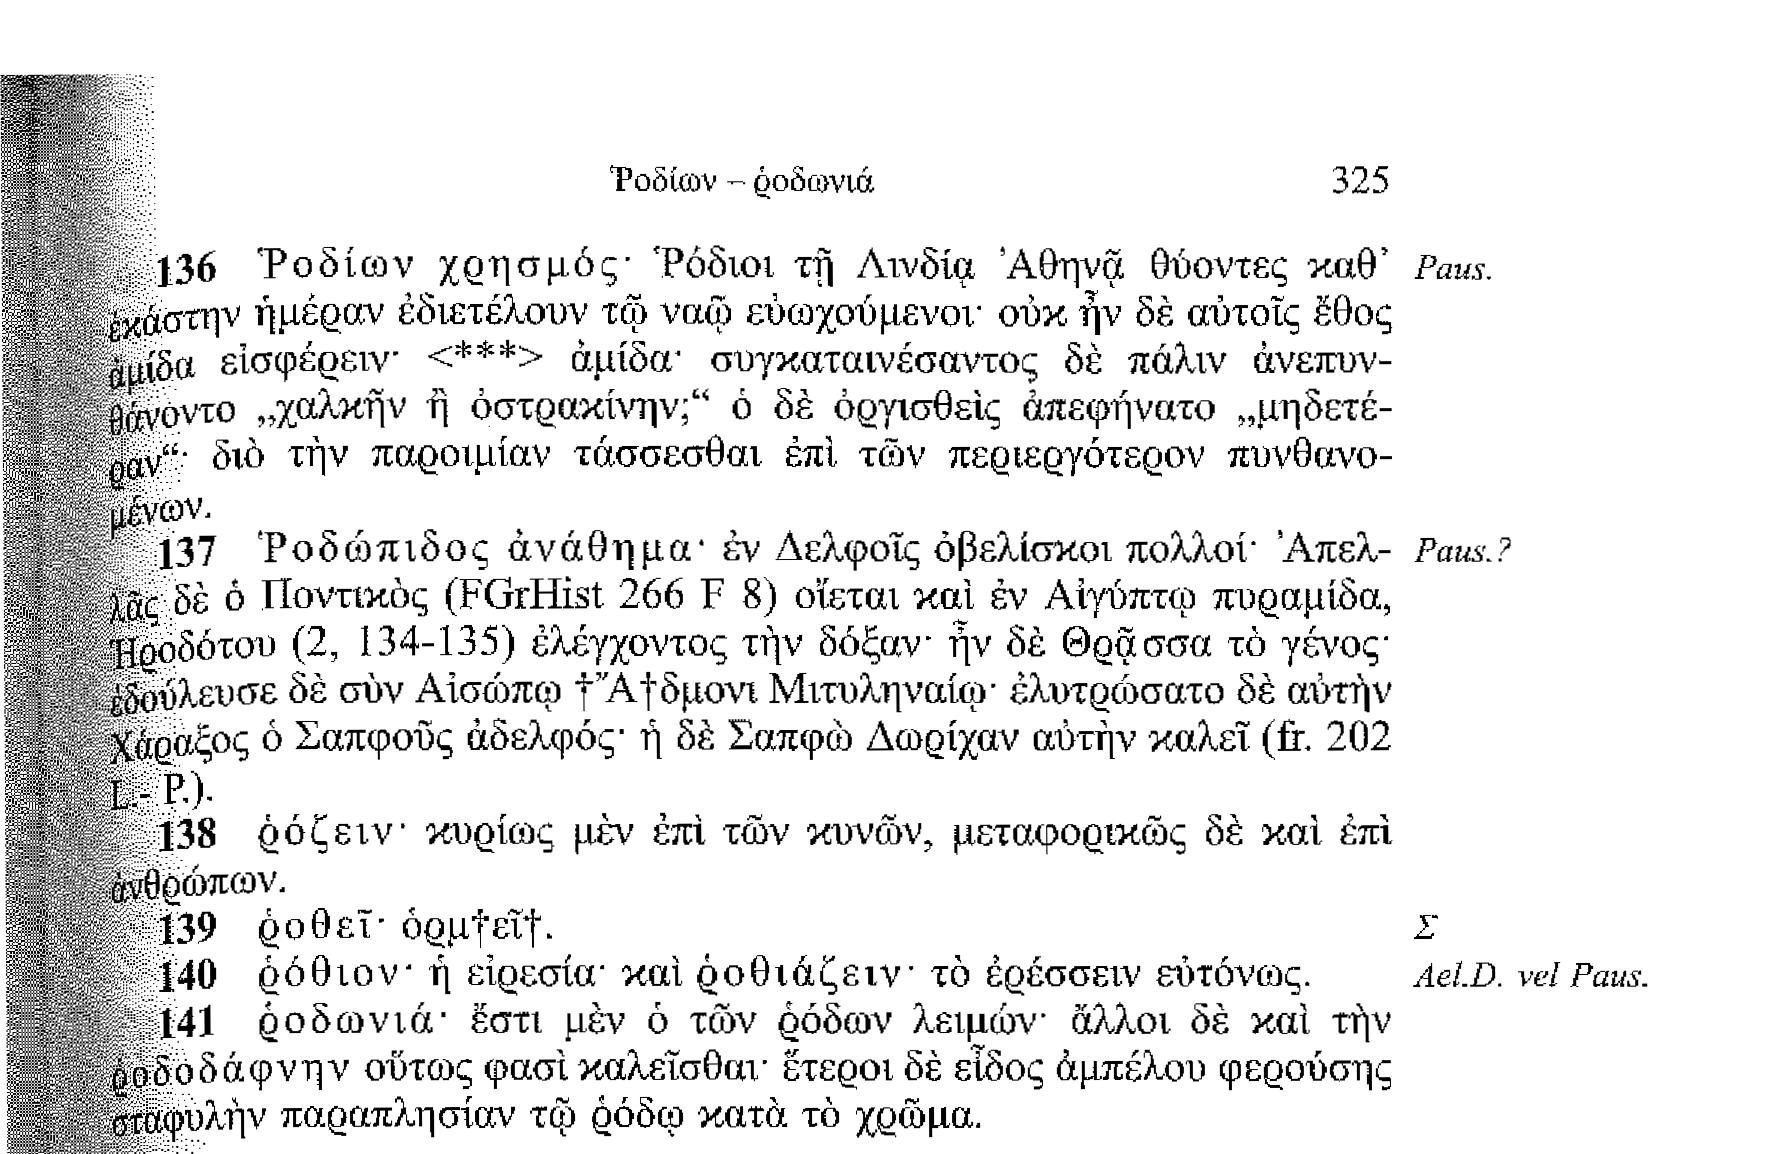 Ῥοδίων – ῥοδωνιά 325
136 Ῥοδίων χρησμός· Ῥόδιοι τῇ Λινδίᾳ Ἀθηνᾷ θύοντες καθ’ Paus.
ἑκάστην ἡμέραν ἐδιετέλουν τῷ ναῷ εὐωχούμενοι· οὐκ ἦν δὲ αὐτοῖς ἔθος
ἀμίδα εἰσφέρειν· <***> ἀμίδα· συγκαταινέσαντος δὲ πάλιν ἀνεπυν-
θάνοντο „χαλκῆν ἢ ὀστρακίνην;“ ὁ δὲ ὀργισθεὶς ἀπεφήνατο „μηδετέ-
ραν“· διὸ τὴν παροιμίαν τάσσεσθαι ἐπὶ τῶν περιεργότερον πυνθανο-
μένων.
137 Ῥοδώπιδος ἀνάθημα· ἐν Δελφοῖς ὀβελίσκοι πολλοί· Ἀπελ- Paus.?
λᾶς δὲ ὁ Ποντικὸς (FGrHist 266 F 8) οἴεται καὶ ἐν Αἰγύπτῳ πυραμίδα,
Ἡροδότου (2, 134-135) ἐλέγχοντος τὴν δόξαν· ἦν δὲ Θρᾷσσα τὸ γένος·
ἐδούλευσε δὲ σὺν Αἰσώπῳ †Ἄ†δμονι Μιτυληναίῳ· ἐλυτρώσατο δὲ αὐτὴν
Χάραξος ὁ Σαπφοῦς ἀδελφός· ἡ δὲ Σαπφὼ Δωρίχαν αὐτὴν καλεῖ (fr. 202
L.- P.).
138 ῥόζειν· κυρίως μὲν ἐπὶ τῶν κυνῶν, μεταφορικῶς δὲ καὶ ἐπὶ
ἀνθρώπων.
139 ῥοθεῖ· ὁρμ†εῖ†. Σ
140 ῥόθιον· ἡ εἰρεσία· καὶ ῥοθιάζειν· τὸ ἐρέσσειν εὐτόνως. Ael.D. vel Paus.
141 ῥοδωνιά· ἔστι μὲν ὁ τῶν ῥόδων λειμών· ἄλλοι δὲ καὶ τὴν
ῥοδοδάφνην οὕτως φασὶ καλεῖσθαι· ἕτεροι δὲ εἶδος ἀμπέλου φερούσης
σταφυλὴν παραπλησίαν τῷ ῥόδῳ κατὰ τὸ χρῶμα.